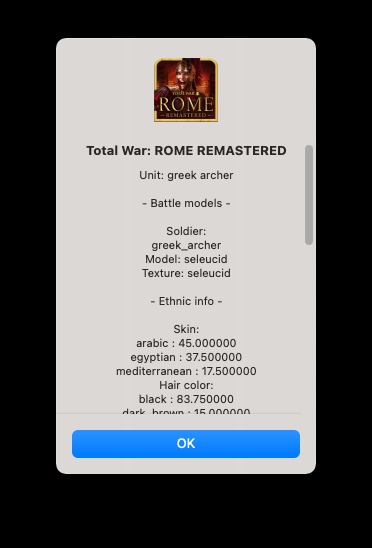 TOTAL WAR
ROME
REMASTERED
Total War: ROME REMASTERED
Unit: greek archer
- Battle models -
Soldier:
greek_archer
Model: seleucid
Texture: seleucid
- Ethnic info -
Skin:
arabic : 45.000000
egyptian : 37.500000
mediterranean : 17.500000
Hair color:
black : 83.750000
dark_brown : 15.000000
OK